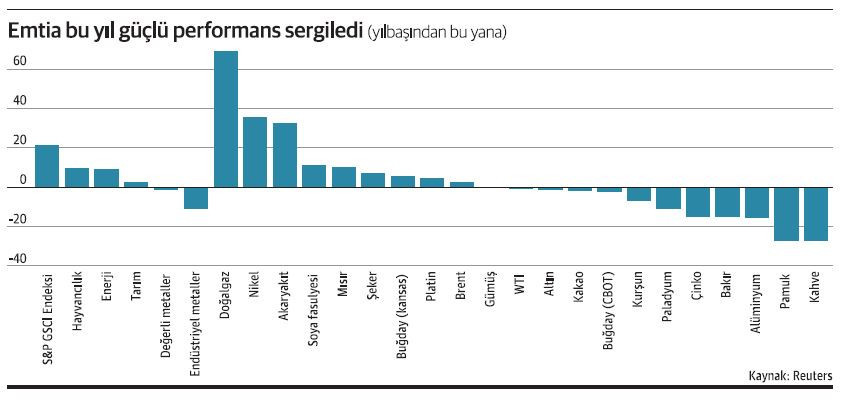 Emtia bu yıl güçlü performans sergiledi (yılbaşından bu yana)
60
40
20
0
-20
-40
S&P GSCI Endeksi
Hayvancılık
Enerji
Tarım
Değerli metaller
Endüstriyel metaller
Doğalgaz
Nikel
Akaryakıt
Soya fasulyesi
Mısır
Şeker
Buğday (kansas)
Platin
Brent
Gümüş
WTI
Altın
Kakao
Buğday (CBOT)
Kurşun
Paladyum
Çinko
Bakır
Alüminyum
Pamuk
Kahve
Kaynak: Reuters